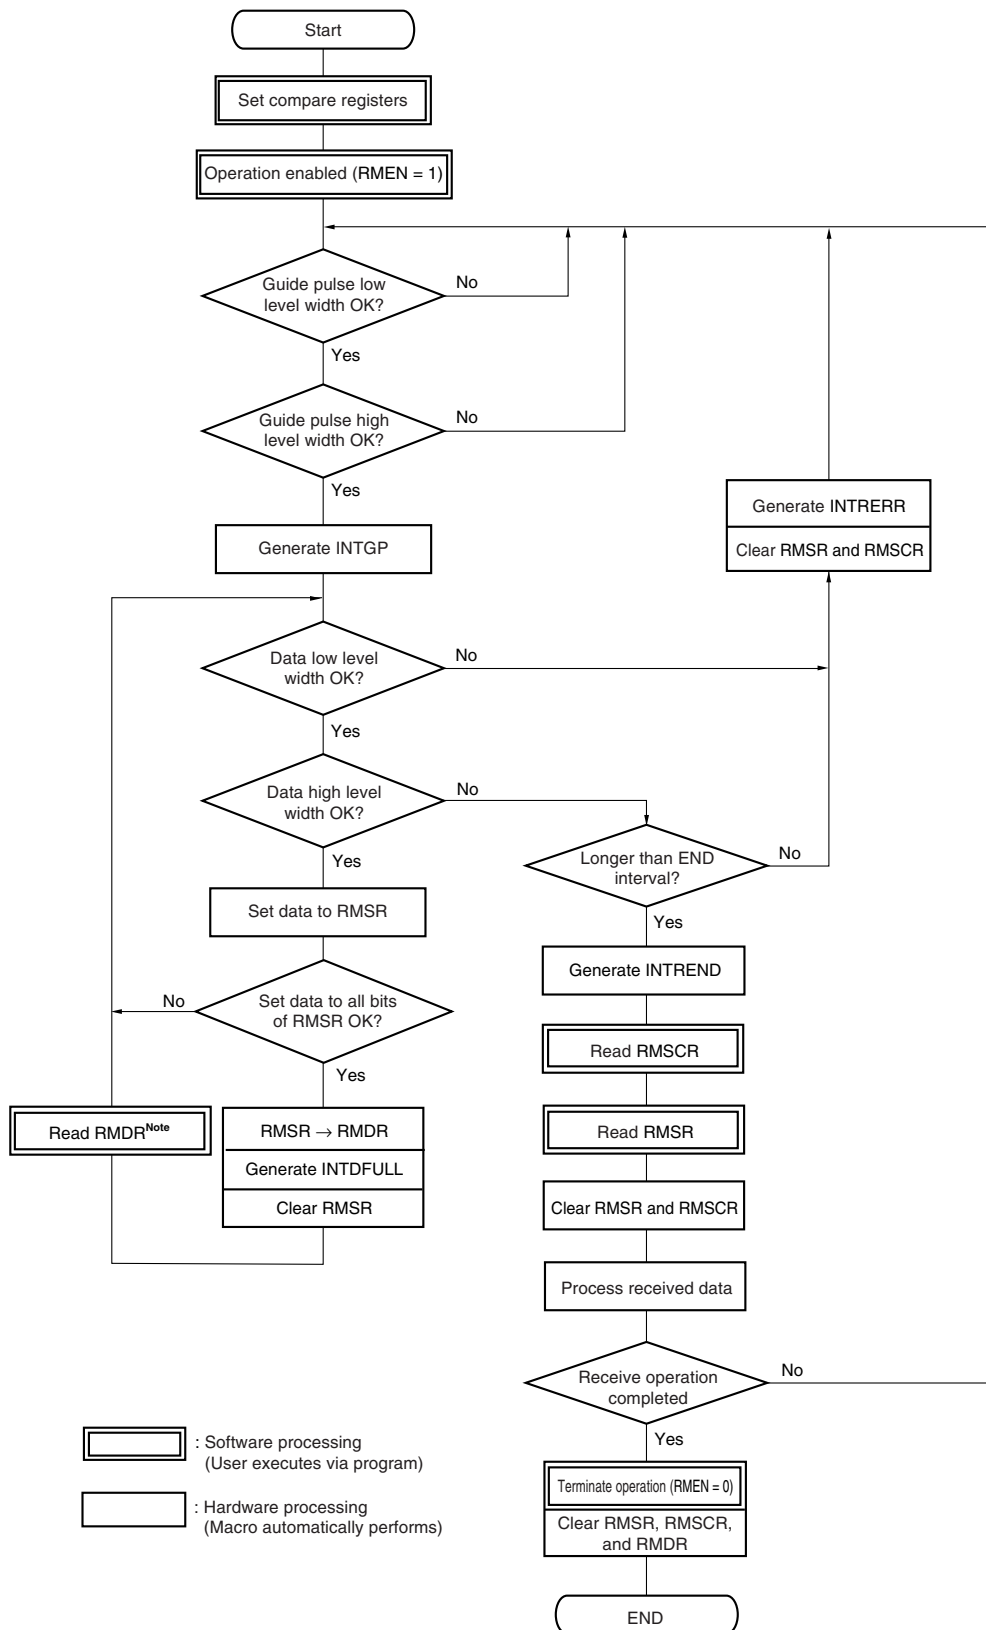 Start
Set compare registers
Operation enabled (RMEN = 1)
Guide pulse low
level width OK?
No
Yes
Guide pulse high
level width OK?
No
Yes
Generate INTRERR
Clear RMSR and RMSCR
Generate INTGP
Data low level
width OK?
No
Yes
Data high level
width OK?
No
Yes
Longer than END
interval?
No
Yes
Set data to RMSR
Generate INTREND
Set data to all bits
of RMSR OK?
No
Yes
Read RMSCR
Read RMDRNote
RMSR → RMDR
Generate INTDFULL
Clear RMSR
Read RMSR
Clear RMSR and RMSCR
Process received data
Receive operation
completed
No
Yes
Terminate operation (RMEN = 0)
Clear RMSR, RMSCR,
and RMDR
END
: Software processing
(User executes via program)
: Hardware processing
(Macro automatically performs)